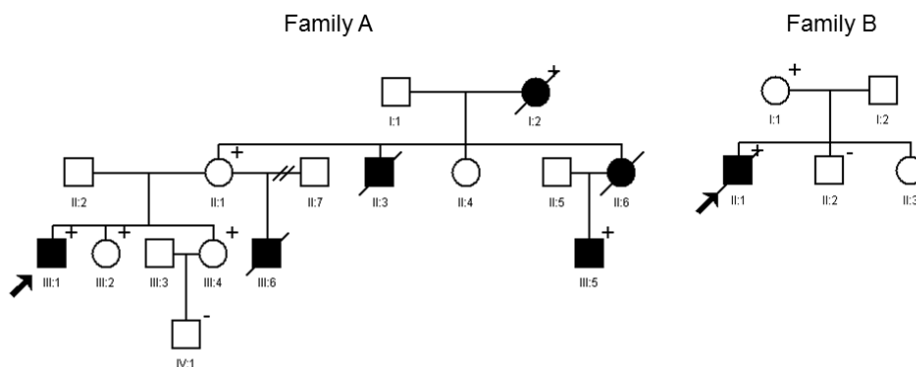 Family A
Family B
+
+
I:1
I:2
I:1
I:2
+
+
-
II:2
II:1
II:7
II:3
II:4
II:5
II:6
II:1
II:2
II:3
+
+
+
+
III:1
III:2
III:3
III:4
III:6
III:5
-
IV:1